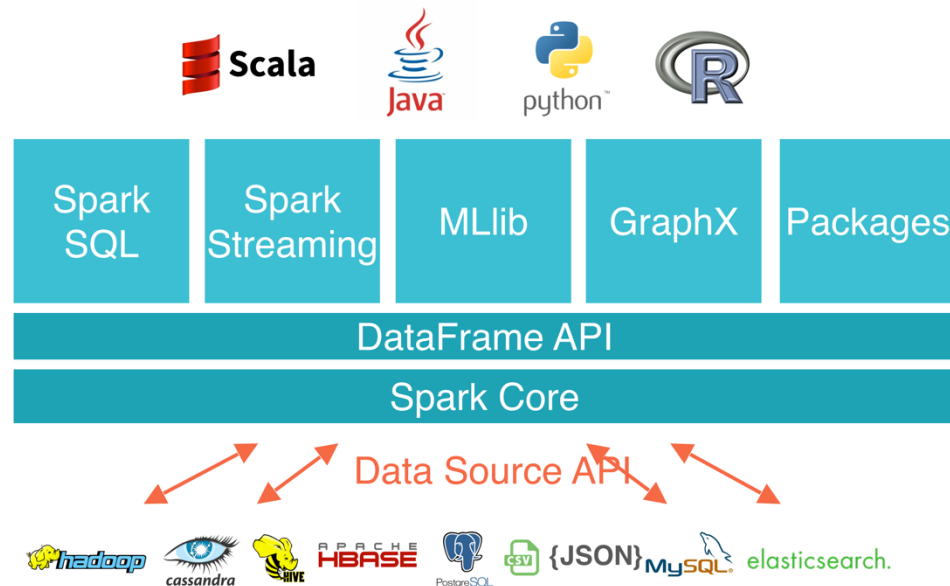 Scala
Java
python™
R
Spark
SQL
Spark
Streaming
MLlib
GraphX
Packages
DataFrame API
Spark Core
Data Source API
hadoop
cassandra
HIVE
APACHE
HBASE
PostgreSQL
CSV
{JSON}
MySQL®
elasticsearch.